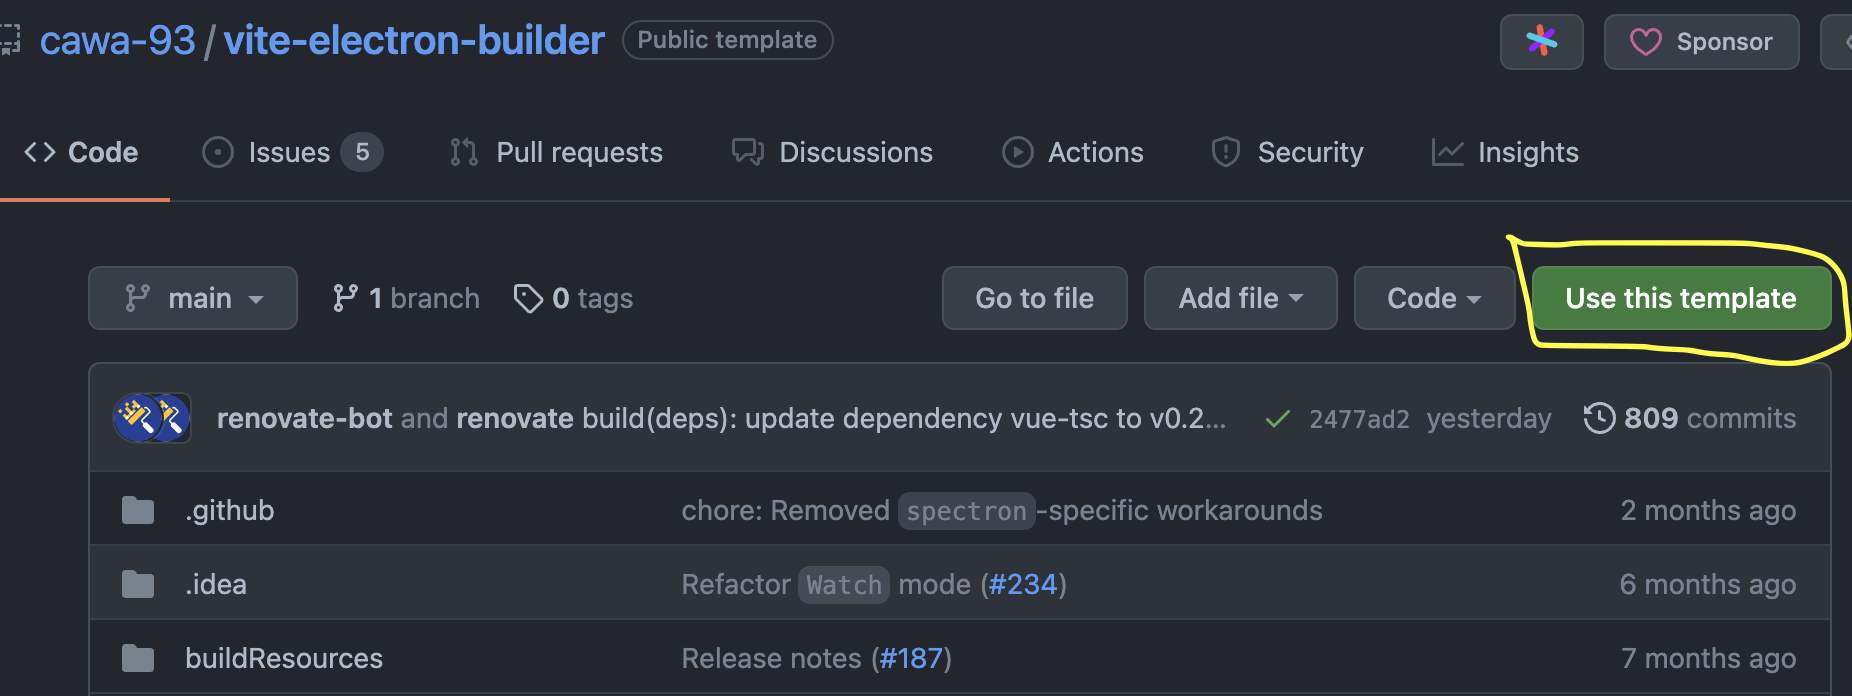 cawa-93/vite-electron-builder Public template Sponsor
Code Issues 5 Pull requests Discussions Actions Security Insights
main 1 branch 0 tags Go to file Add file Code Use this template
renovate-bot and renovate build(deps): update dependency vue-tsc to v0.2... 2477ad2 yesterday 809 commits
.github chore: Removed spectron-specific workarounds 2 months ago
.idea Refactor Watch mode (#234) 6 months ago
buildResources Release notes (#187) 7 months ago